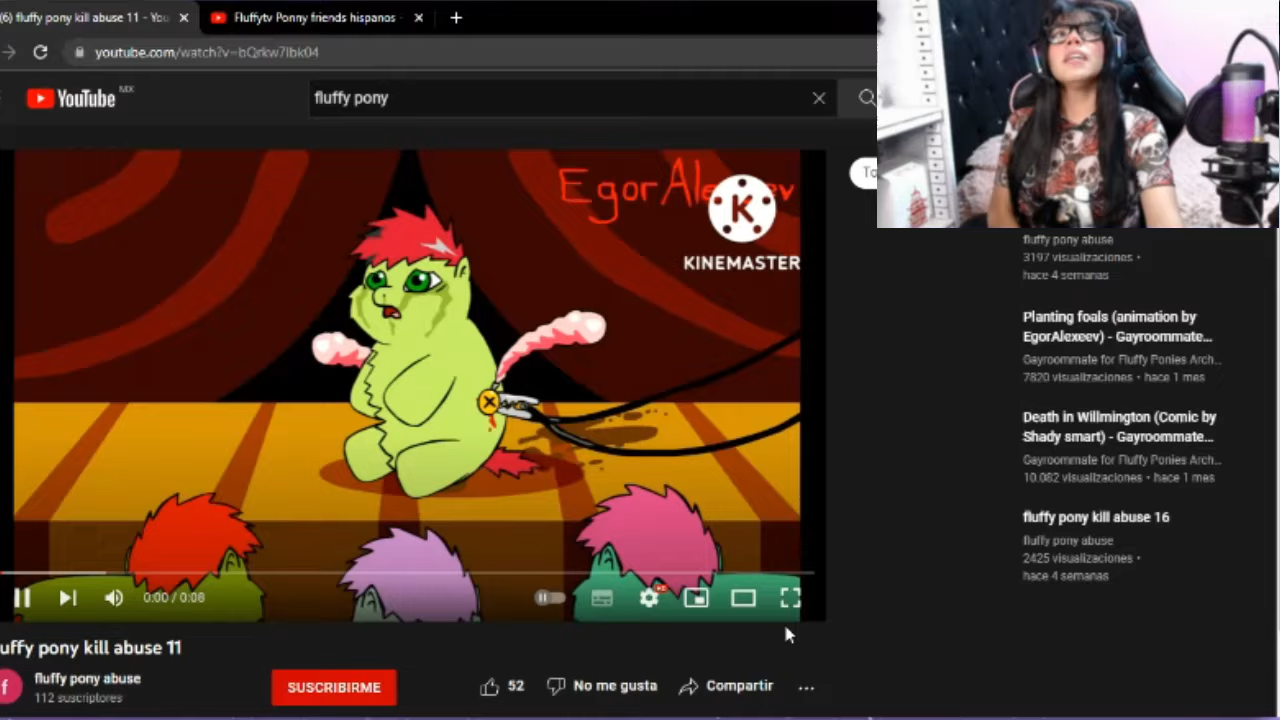 (6) fluffy pony kill abuse 11 - You
Fluffytv Ponny friends hispanos
youtube.com/watch?v=bQrkw7Ibk04
YouTube MX
fluffy pony
EgorAlexeev
K
KINEMASTER
To
fluffy pony abuse
3197 visualizaciones •
hace 4 semanas
Planting foals (animation by
EgorAlexeev) - Gayroommate...
Gayroommate for Fluffy Ponies Arch...
7820 visualizaciones • hace 1 mes
Death in Willmington (Comic by
Shady smart) - Gayroommate...
Gayroommate for Fluffy Ponies Arch...
10.082 visualizaciones • hace 1 mes
fluffy pony kill abuse 16
fluffy pony abuse
2425 visualizaciones •
hace 4 semanas
0:00 / 0:08
uffy pony kill abuse 11
f
fluffy pony abuse
112 suscriptores
SUSCRIBIRME
52
No me gusta
Compartir